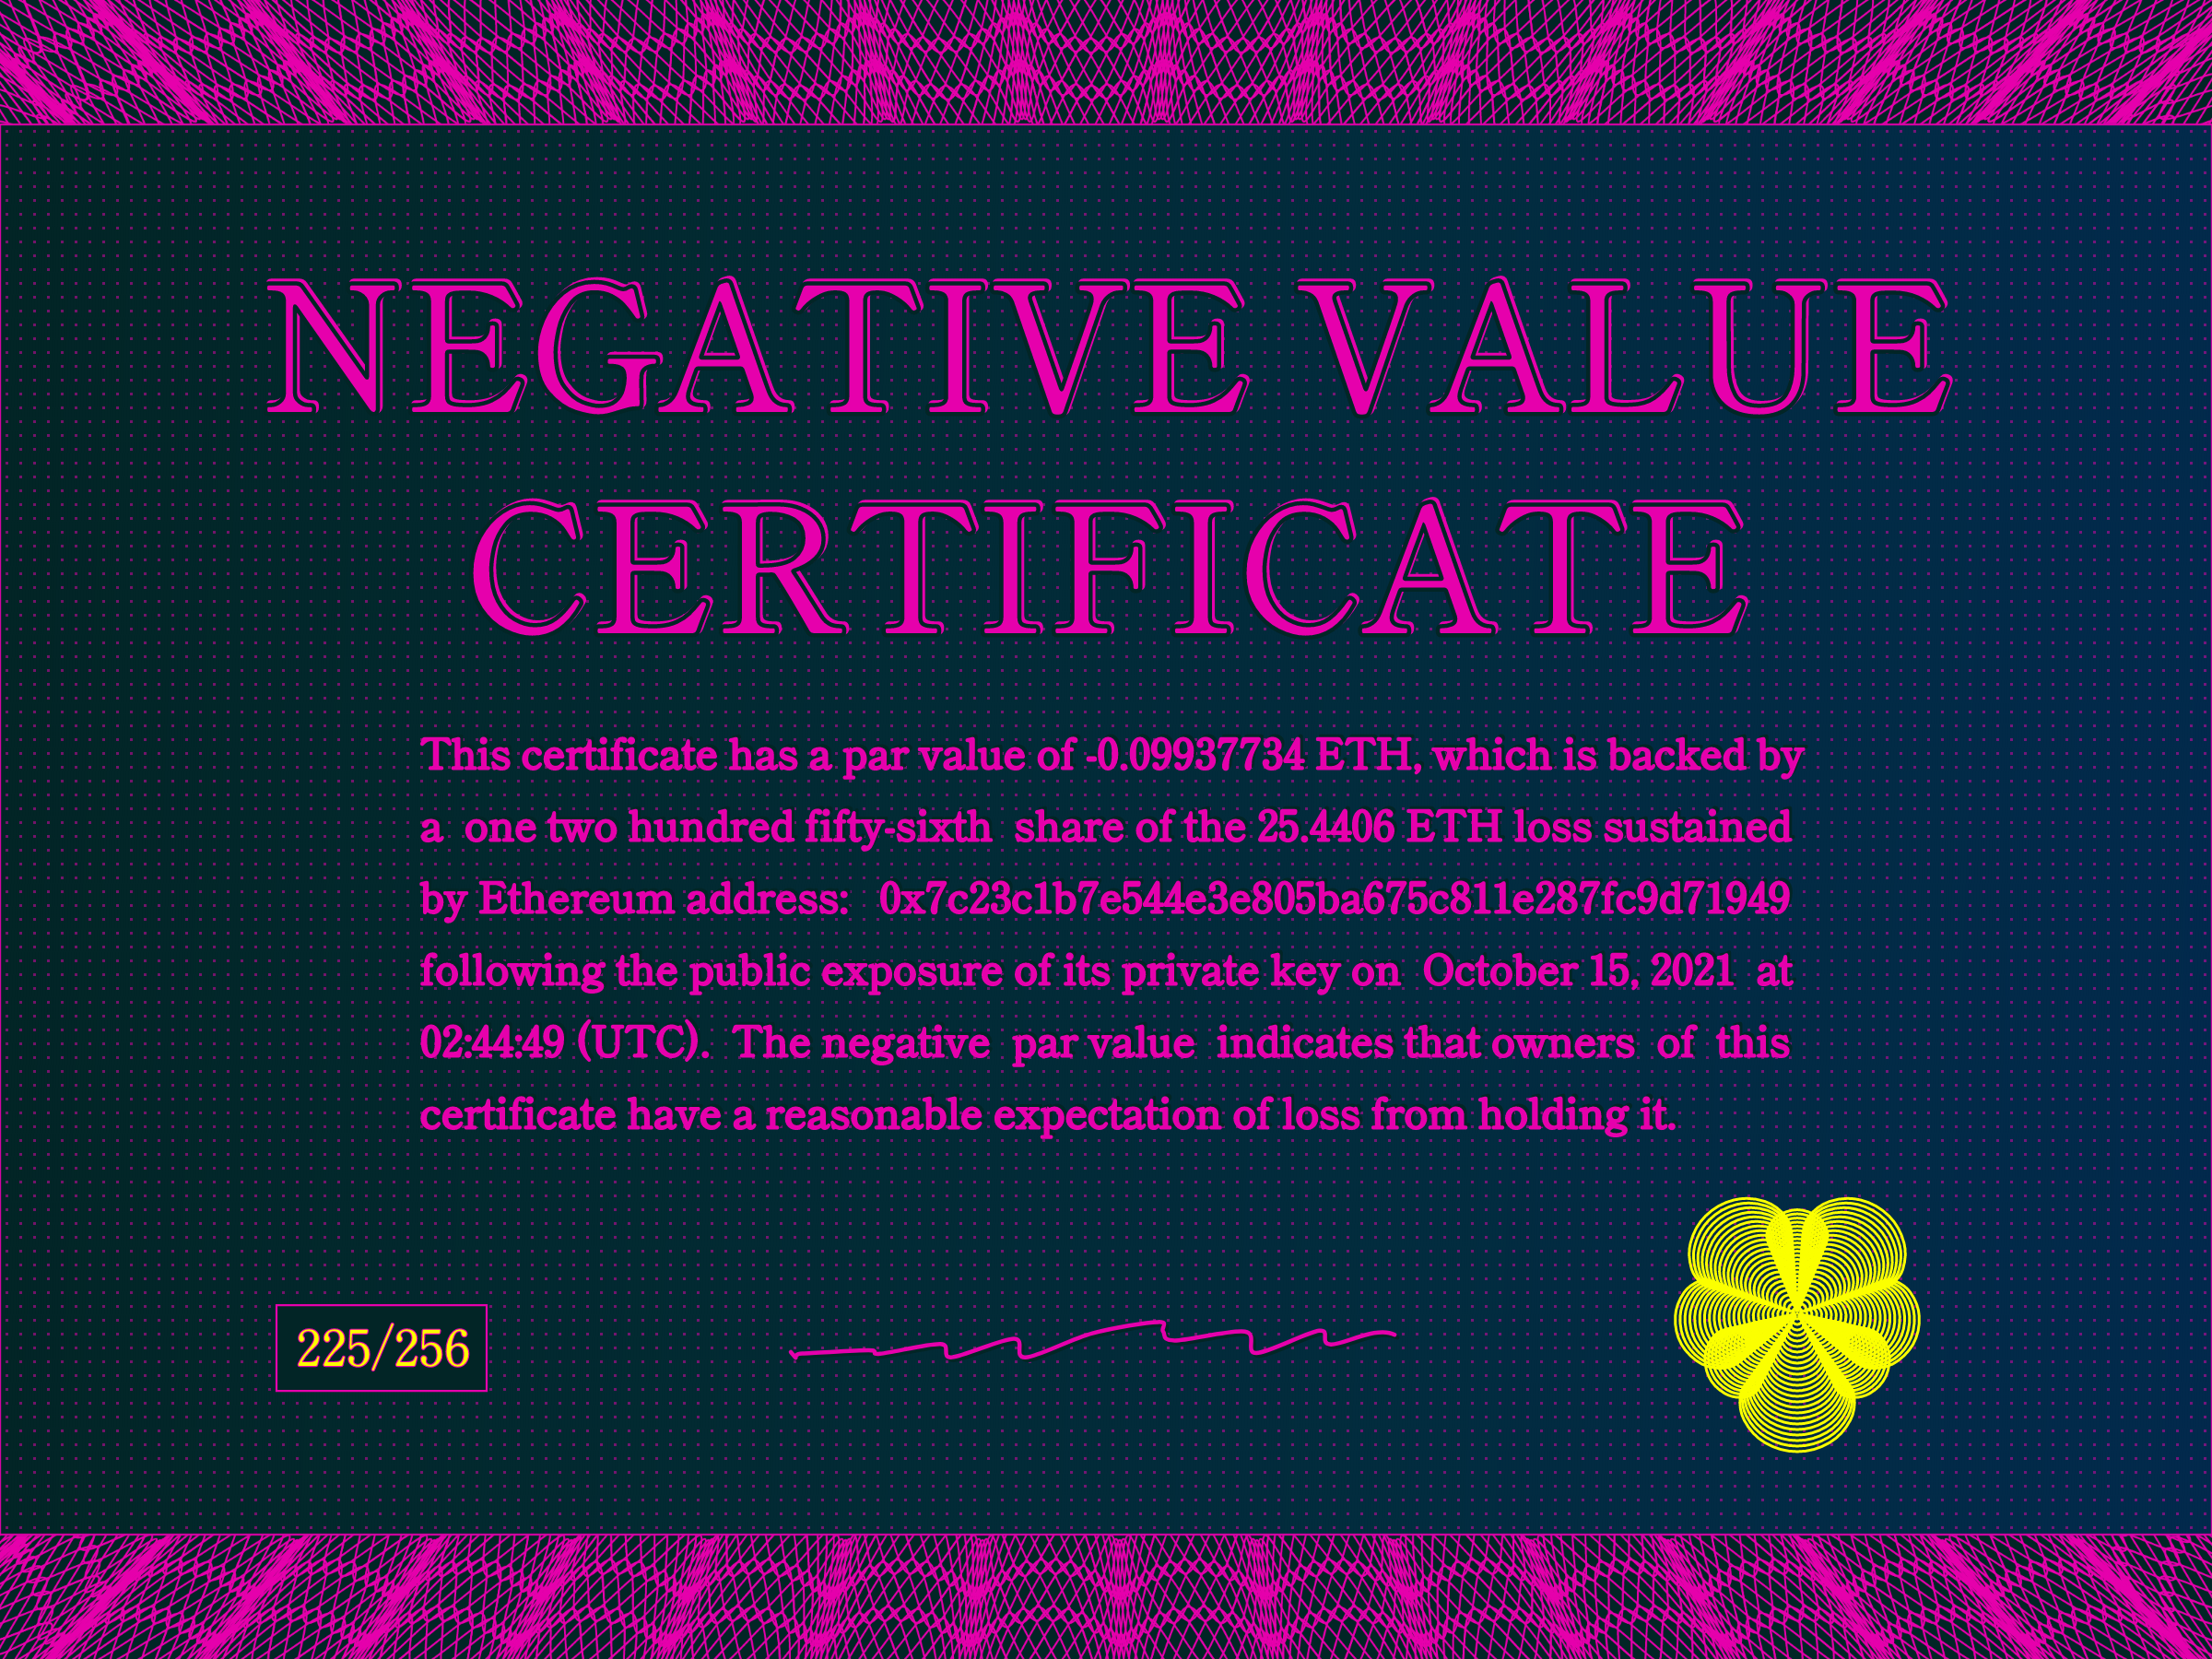 NEGATIVE VALUE
CERTIFICATE
This certificate has a par value of -0.09937734 ETH, which is backed by
a one two hundred fifty-sixth share of the 25.4406 ETH loss sustained
by Ethereum address: 0x7c23c1b7e544e3e805ba675c811e287fc9d71949
following the public exposure of its private key on October 15, 2021 at
02:44:49 (UTC). The negative par value indicates that owners of this
certificate have a reasonable expectation of loss from holding it.
225/256